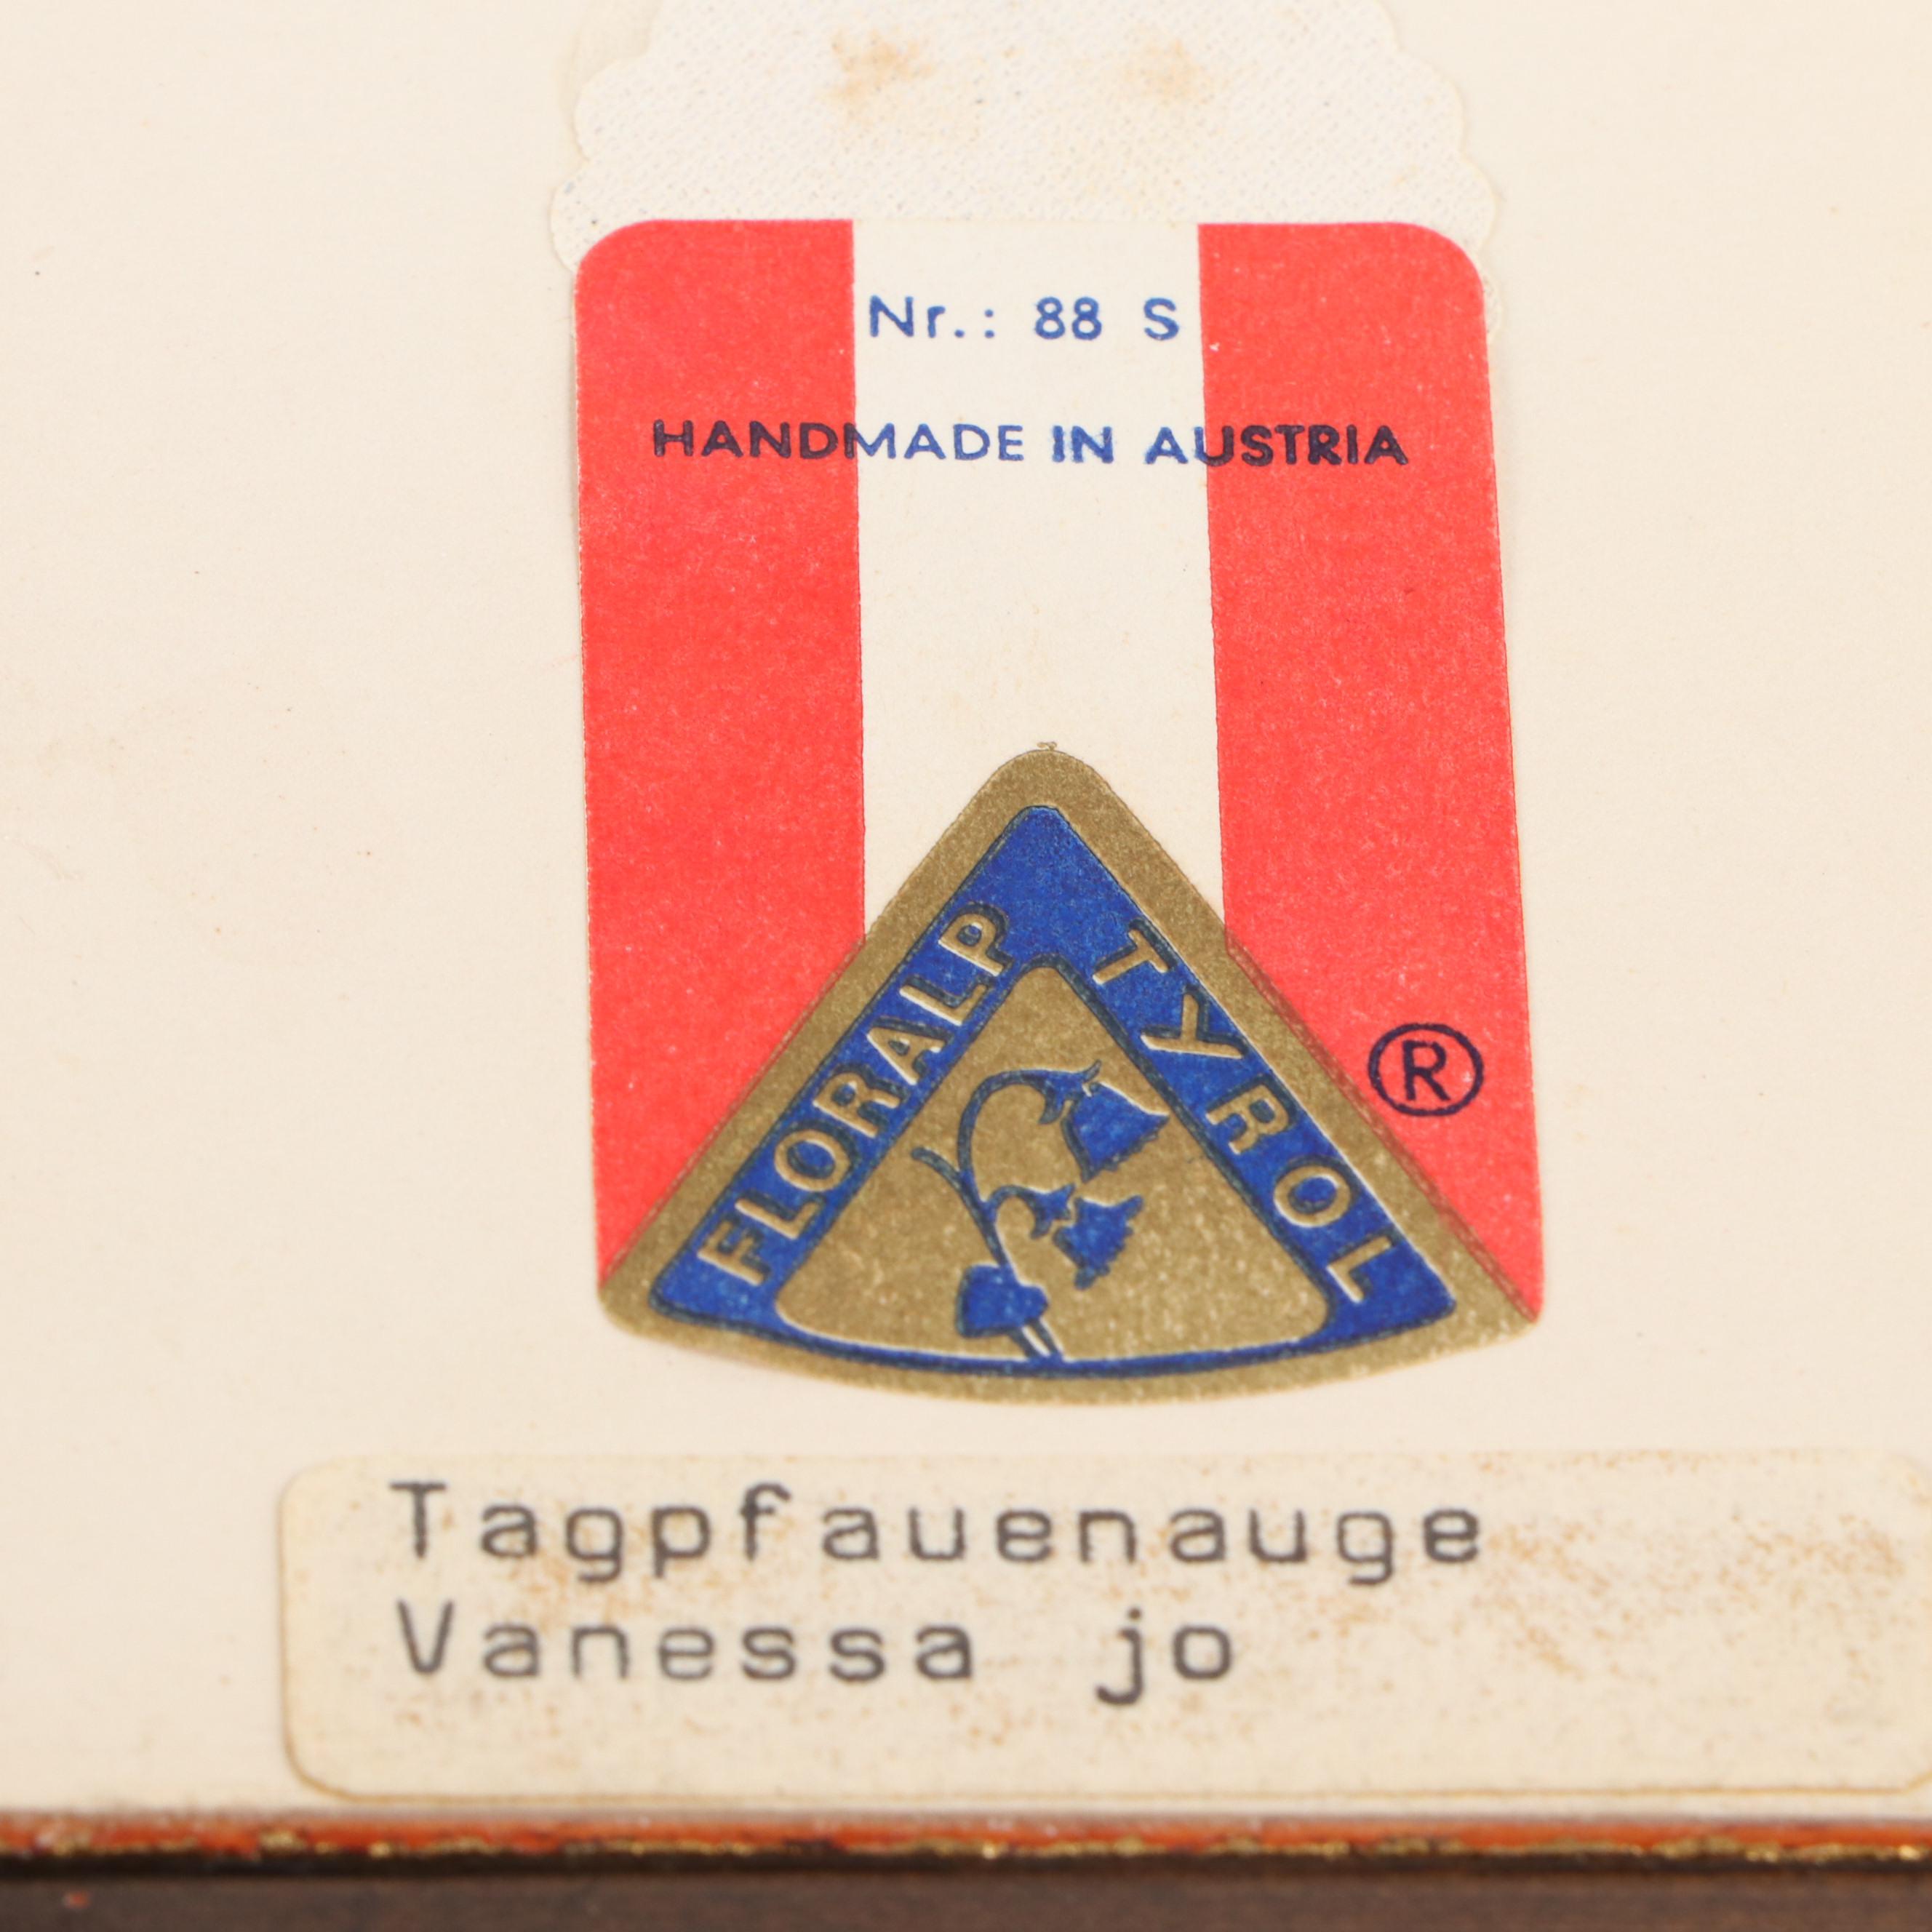 Nr.: 88 S
HANDMADE IN AUSTRIA
FLORALP TYROL
®
Tagpfauenauge
Vanessa jo